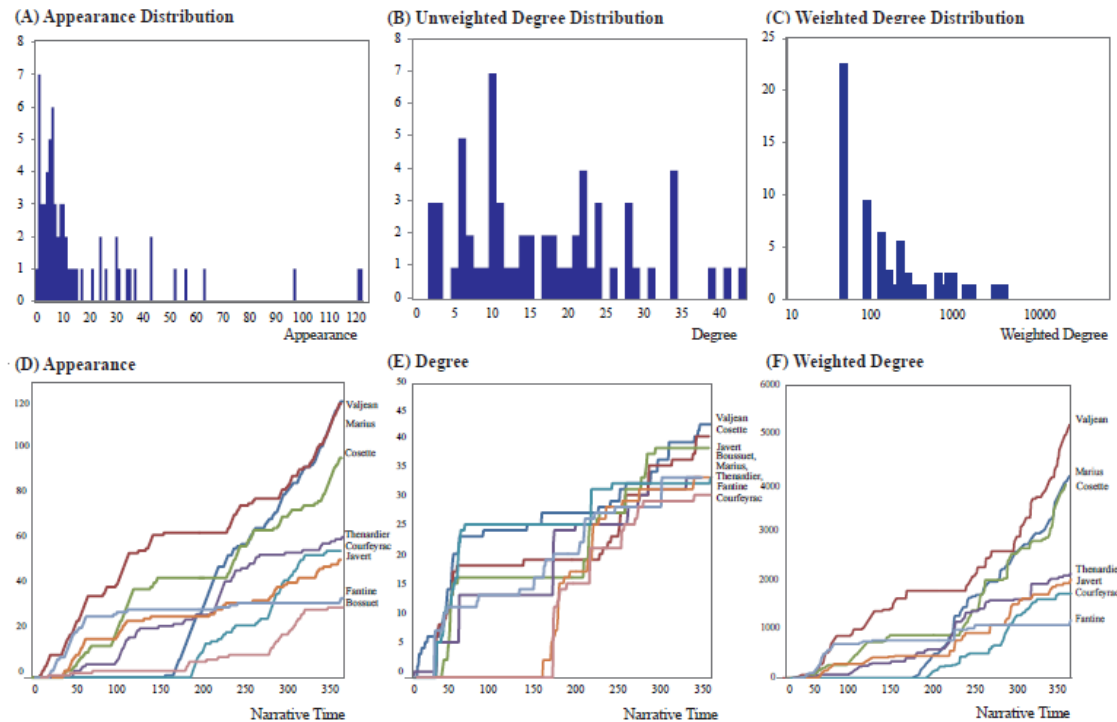 (A) Appearance Distribution
8
7
6
5
4
3
2
1
0
0 10 20 30 40 50 60 70 80 90 100 110 120
Appearance
(B) Unweighted Degree Distribution
8
7
6
5
4
3
2
1
0
0 5 10 15 20 25 30 35 40
Degree
(C) Weighted Degree Distribution
25
20
15
10
5
0
10 100 1000 10000
Weighted Degree
(D) Appearance
120
100
80
60
40
20
0
Valjean
Marius
Cosette
Thenardier
Courfeyrac
Javert
Fantine
Bossuet
0 50 100 150 200 250 300 350
Narrative Time
(E) Degree
50
45
40
35
30
25
20
15
10
5
0
Valjean
Cosette
Javert
Boussuet,
Marius,
Thenardier,
Fantine
Courfeyrac
0 50 100 150 200 250 300 350
Narrative Time
(F) Weighted Degree
6000
5000
4000
3000
2000
1000
0
Valjean
Marius
Cosette
Thenardier
Javert
Courfeyrac
Fantine
0 50 100 150 200 250 300 350
Narrative Time